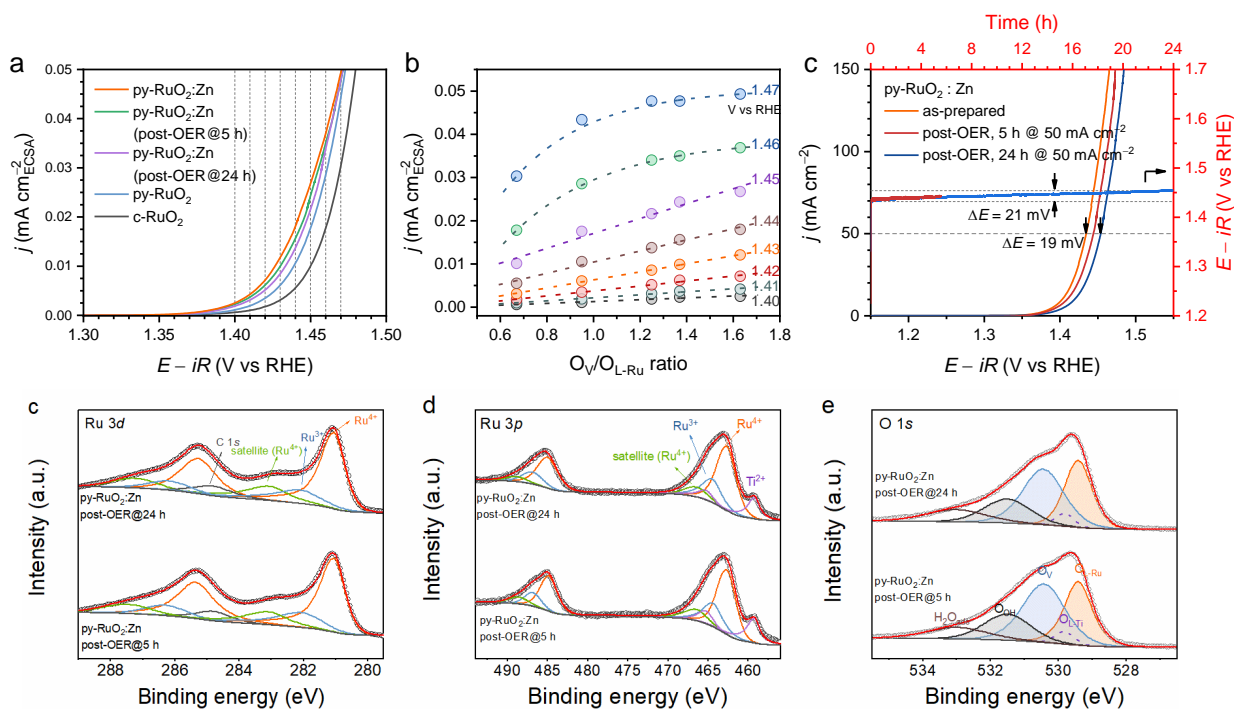 a
0.05
0.04
0.03
0.02
0.01
0.00
j (mA cm⁻²ECSA)
py-RuO₂:Zn
py-RuO₂:Zn
(post-OER@5 h)
py-RuO₂:Zn
(post-OER@24 h)
py-RuO₂
c-RuO₂
1.30 1.35 1.40 1.45 1.50
E – iR (V vs RHE)
b
0.05
0.04
0.03
0.02
0.01
0.00
j (mA cm⁻²ECSA)
1.47
V vs RHE
1.46
1.45
1.44
1.43
1.42
1.41
1.40
0.6 0.8 1.0 1.2 1.4 1.6 1.8
O_V/O_L-Ru ratio
c
Time (h)
0 4 8 12 16 20 24
150
125
100
75
50
25
0
j (mA cm⁻²)
py-RuO₂ : Zn
as-prepared
post-OER, 5 h @ 50 mA cm⁻²
post-OER, 24 h @ 50 mA cm⁻²
ΔE = 21 mV
ΔE = 19 mV
1.7
1.6
1.5
1.4
1.3
1.2
E – iR (V vs RHE)
1.2 1.3 1.4 1.5
E – iR (V vs RHE)
c
Ru 3d
C 1s
satellite (Ru⁴⁺)
Ru³⁺
Ru⁴⁺
py-RuO₂:Zn
post-OER@24 h
py-RuO₂:Zn
post-OER@5 h
Intensity (a.u.)
288 286 284 282 280
Binding energy (eV)
d
Ru 3p
satellite (Ru⁴⁺)
Ru³⁺
Ru⁴⁺
Ti²⁺
py-RuO₂:Zn
post-OER@24 h
py-RuO₂:Zn
post-OER@5 h
Intensity (a.u.)
490 485 480 475 470 465 460
Binding energy (eV)
e
O 1s
py-RuO₂:Zn
post-OER@24 h
py-RuO₂:Zn
post-OER@5 h
O_V
O_L-Ru
O_OH
O_L-Ti
Intensity (a.u.)
534 532 530 528
Binding energy (eV)